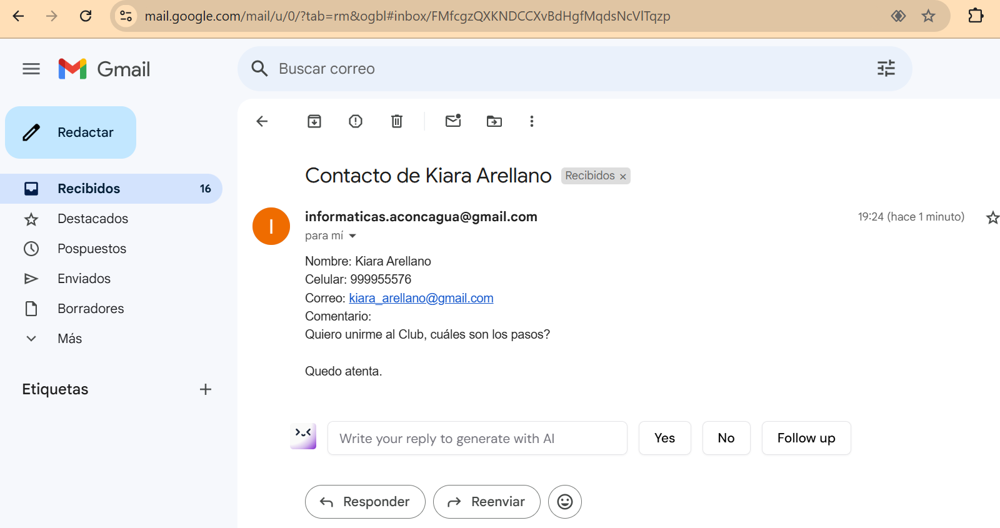 mail.google.com/mail/u/0/?tab=rm&ogbl#inbox/FMfcgzQXKNDCCXvBdHgfMqdsNcVlTqzp
Gmail
Buscar correo
Redactar
Recibidos 16
Destacados
Pospuestos
Enviados
Borradores
Más
Etiquetas
Contacto de Kiara Arellano Recibidos ×
I
informaticas.aconcagua@gmail.com 19:24 (hace 1 minuto)
para mí
Nombre: Kiara Arellano
Celular: 999955576
Correo: kiara_arellano@gmail.com
Comentario:
Quiero unirme al Club, cuáles son los pasos?
Quedo atenta.
Write your reply to generate with AI Yes No Follow up
Responder Reenviar